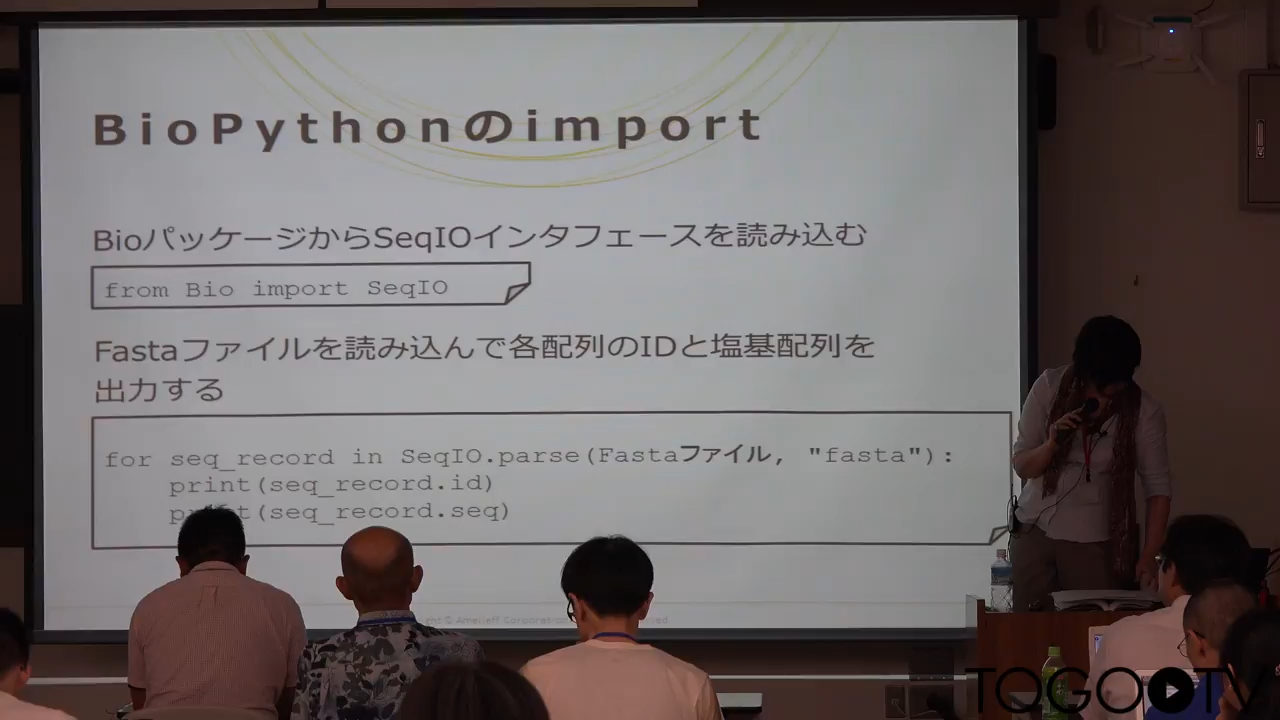 BioPythonのimport
BioパッケージからSeqIOインタフェースを読み込む
from Bio import SeqIO
Fastaファイルを読み込んで各配列のIDと塩基配列を
出力する
for seq_record in SeqIO.parse(Fastaファイル, "fasta"):
print(seq_record.id)
(seq_record.seq)
© Amelieff Corporation
TOGOTV